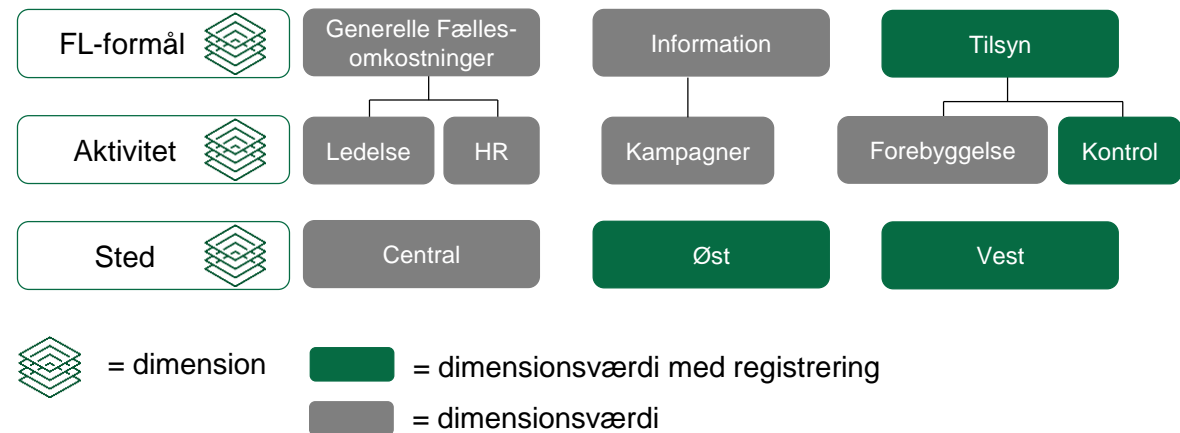 FL-formål
Generelle Fælles-
omkostninger
Information
Tilsyn
Aktivitet
Ledelse
HR
Kampagner
Forebyggelse
Kontrol
Sted
Central
Øst
Vest
= dimension
= dimensionsværdi med registrering
= dimensionsværdi